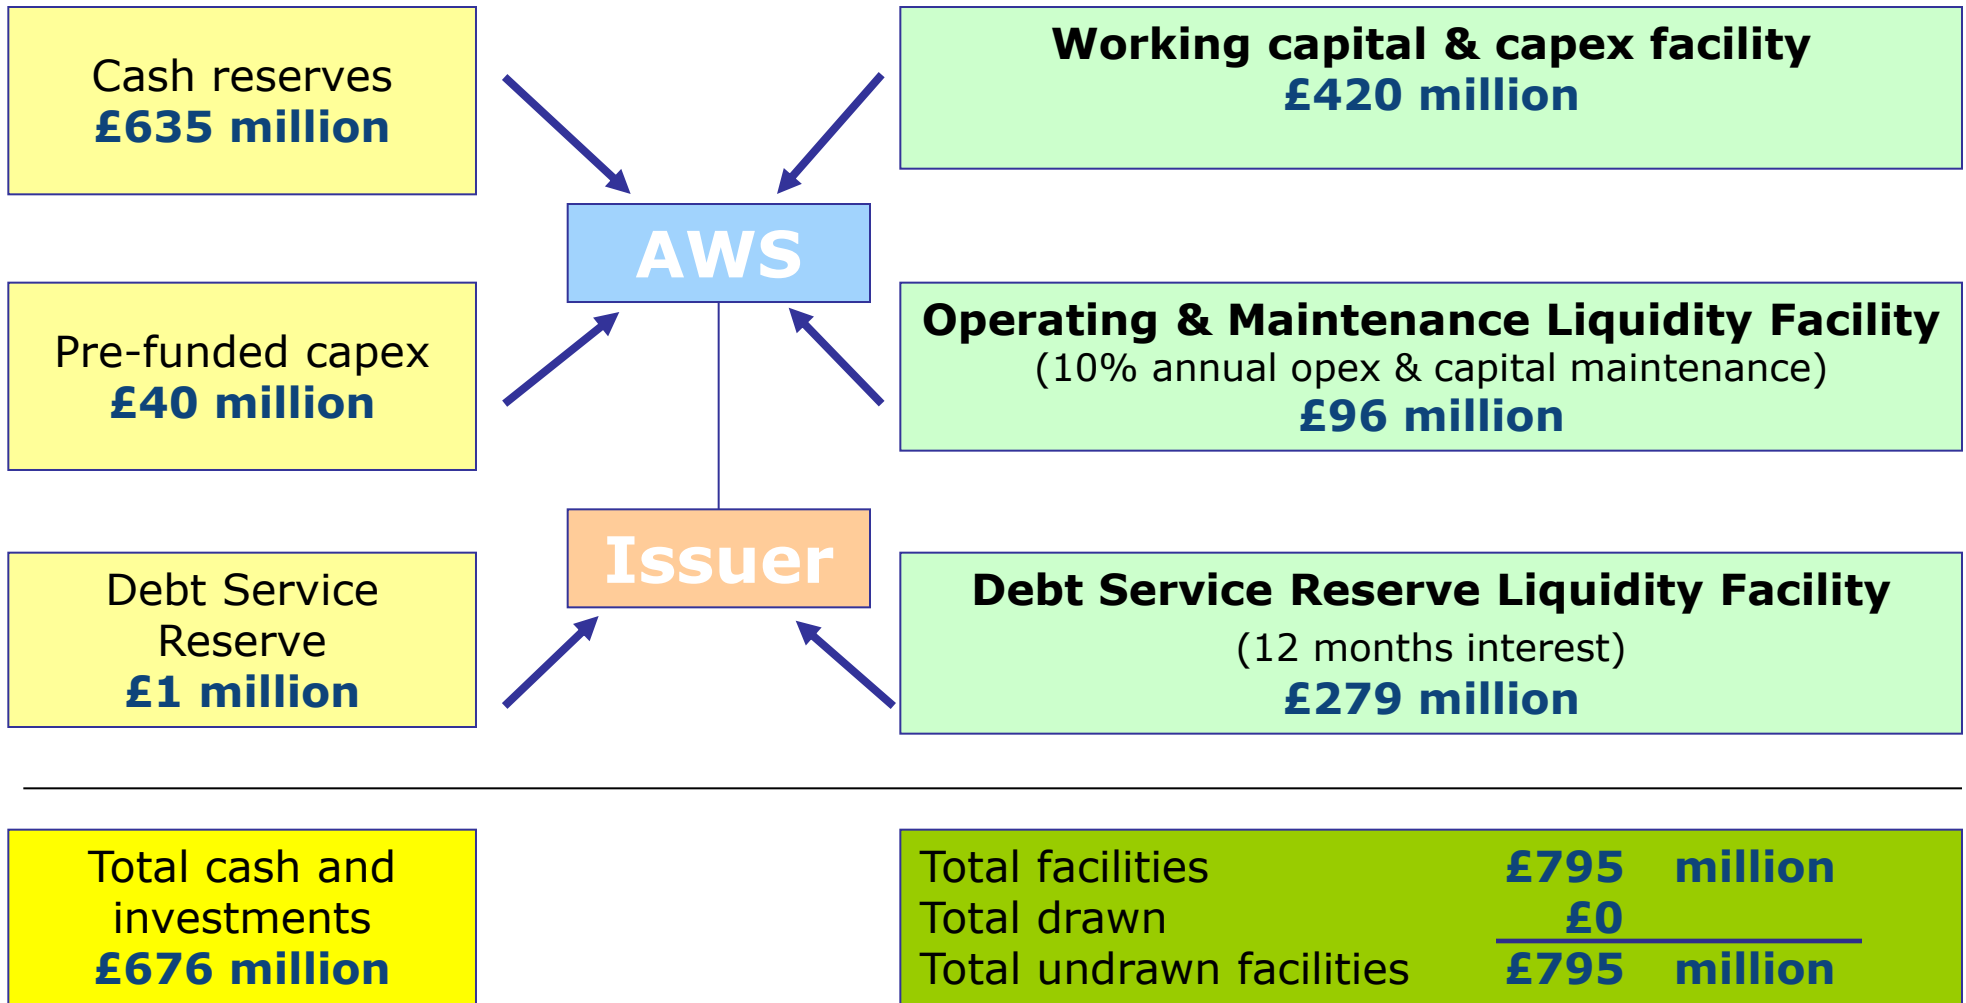 Cash reserves
£635 million
Working capital & capex facility
£420 million
AWS
Pre-funded capex
£40 million
Operating & Maintenance Liquidity Facility
(10% annual opex & capital maintenance)
£96 million
Issuer
Debt Service
Reserve
£1 million
Debt Service Reserve Liquidity Facility
(12 months interest)
£279 million
Total cash and
investments
£676 million
Total facilities £795 million
Total drawn £0
Total undrawn facilities £795 million